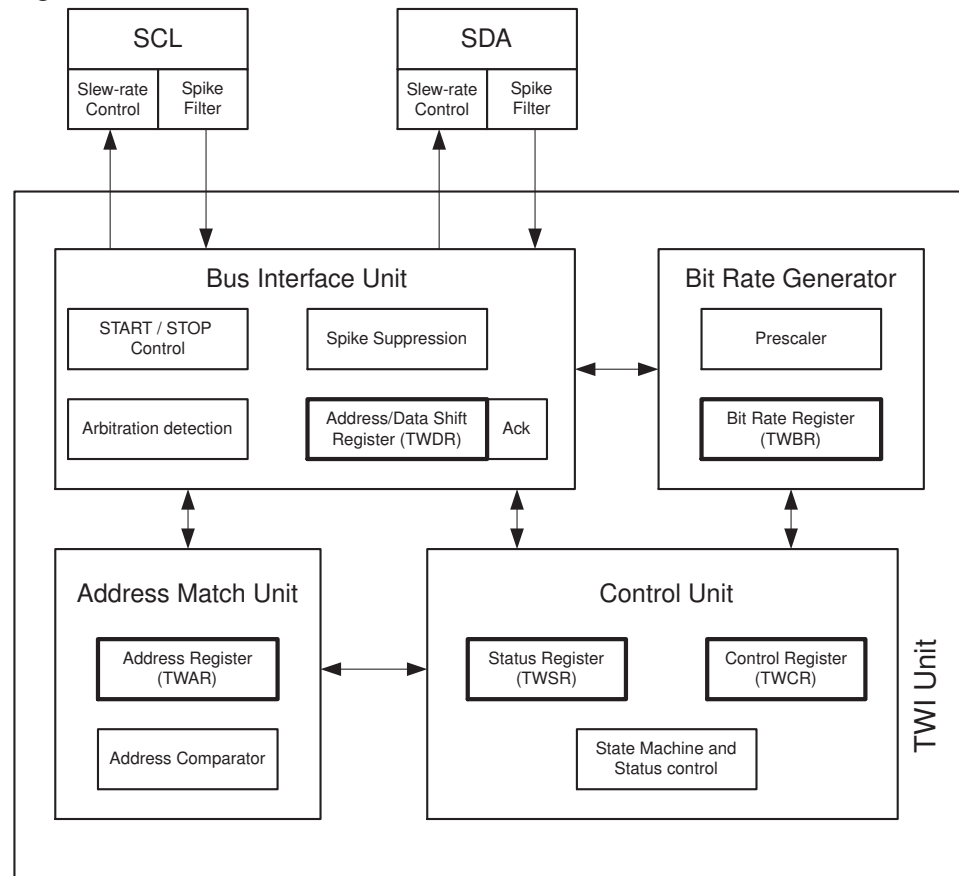 SCL
SDA
Slew-rate
Control
Spike
Filter
Slew-rate
Control
Spike
Filter
Bus Interface Unit
START / STOP
Control
Spike Suppression
Arbitration detection
Address/Data Shift
Register (TWDR)
Ack
Bit Rate Generator
Prescaler
Bit Rate Register
(TWBR)
Address Match Unit
Address Register
(TWAR)
Address Comparator
Control Unit
Status Register
(TWSR)
Control Register
(TWCR)
State Machine and
Status control
TWI Unit